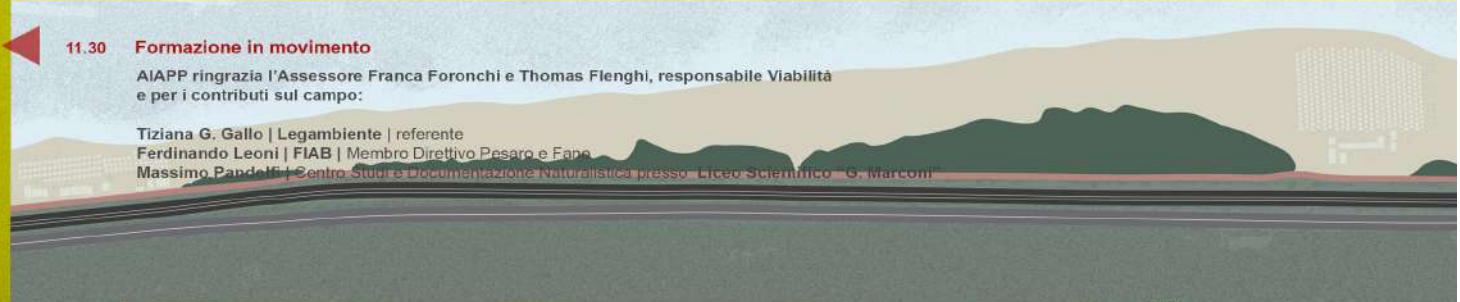 11.30 Formazione in movimento
AIAPP ringrazia l'Assessore Franca Foronchi e Thomas Flenghi, responsabile Viabilità
e per i contributi sul campo:
Tiziana G. Gallo | Legambiente | referente
Ferdinando Leoni | FIAB | Membro Direttivo Pesaro e Fano
Massimo Pandolfi | Centro Studi e Documentazione Naturalistica presso Liceo Scientifico "G. Marconi"